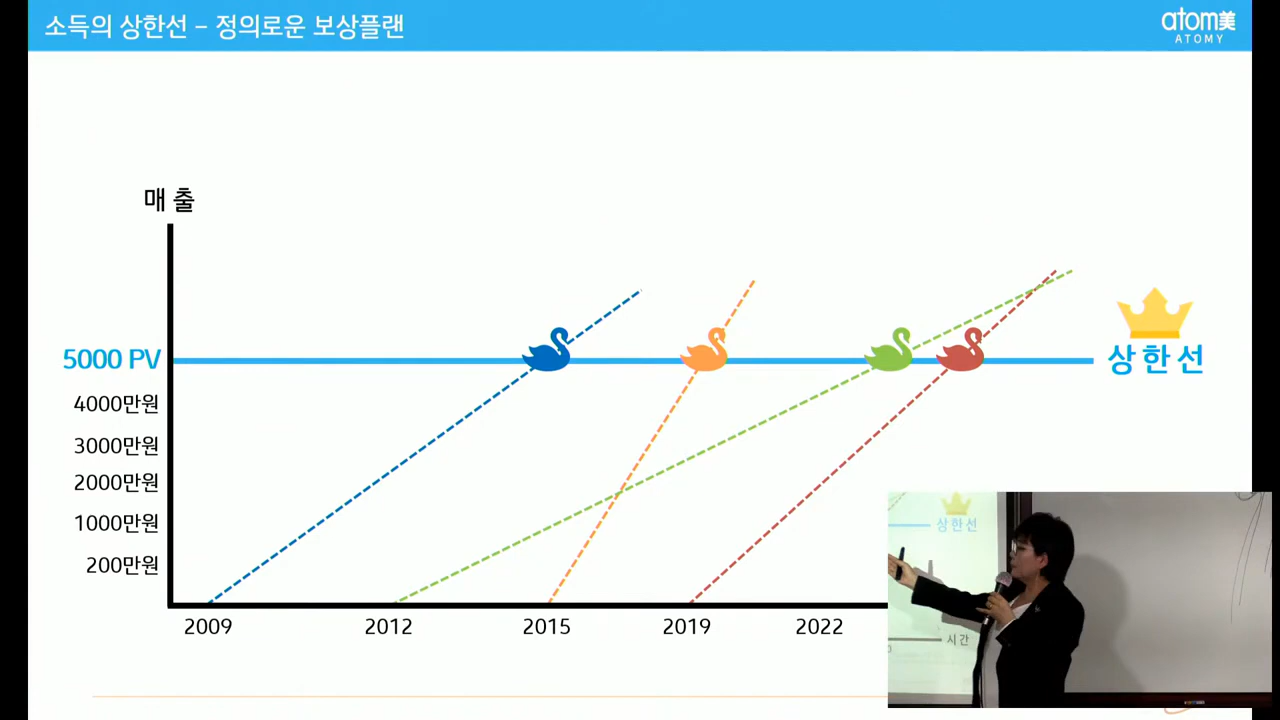 소득의 상한선 – 정의로운 보상플랜
atom美
ATOMY
매 출
5000 PV
4000만원
3000만원
2000만원
1000만원
200만원
상 한 선
2009
2012
2015
2019
2022
상 한 선
시 간